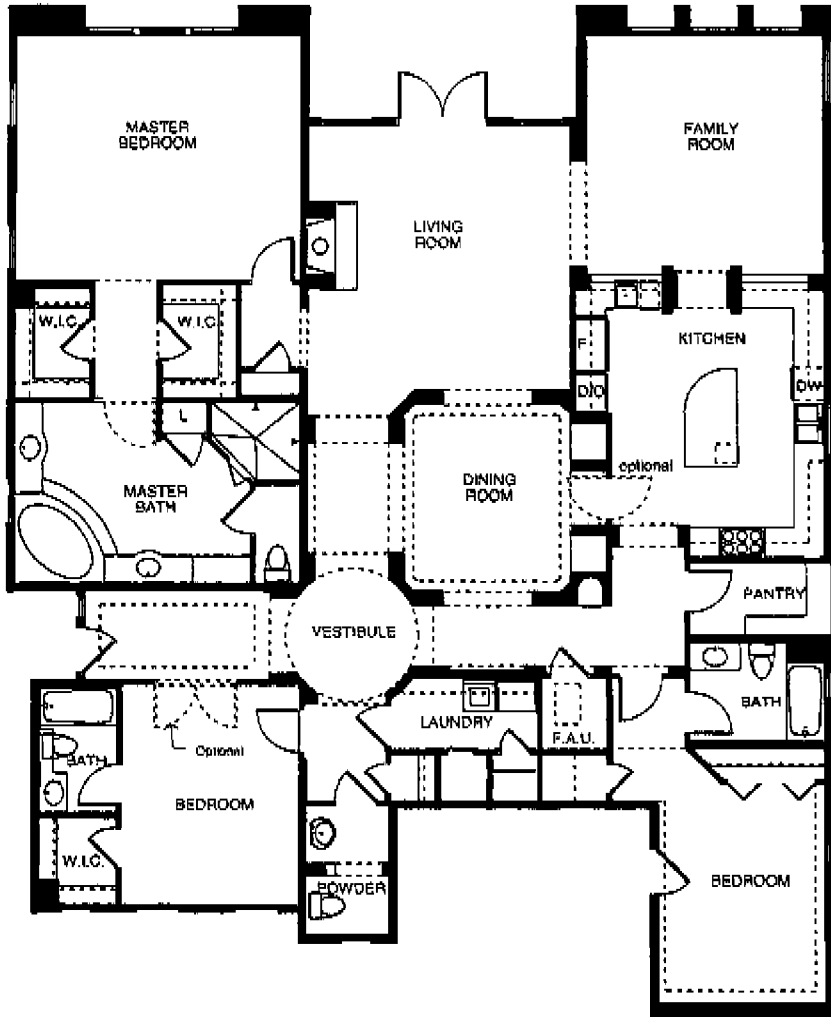 MASTER
BEDROOM
FAMILY
ROOM
LIVING
ROOM
W.I.C.
W.I.C.
KITCHEN
F
D/O
DW
L
optional
MASTER
BATH
DINING
ROOM
PANTRY
VESTIBULE
BATH
LAUNDRY
F.A.U.
Optional
BATH
BEDROOM
W.I.C.
POWDER
BEDROOM